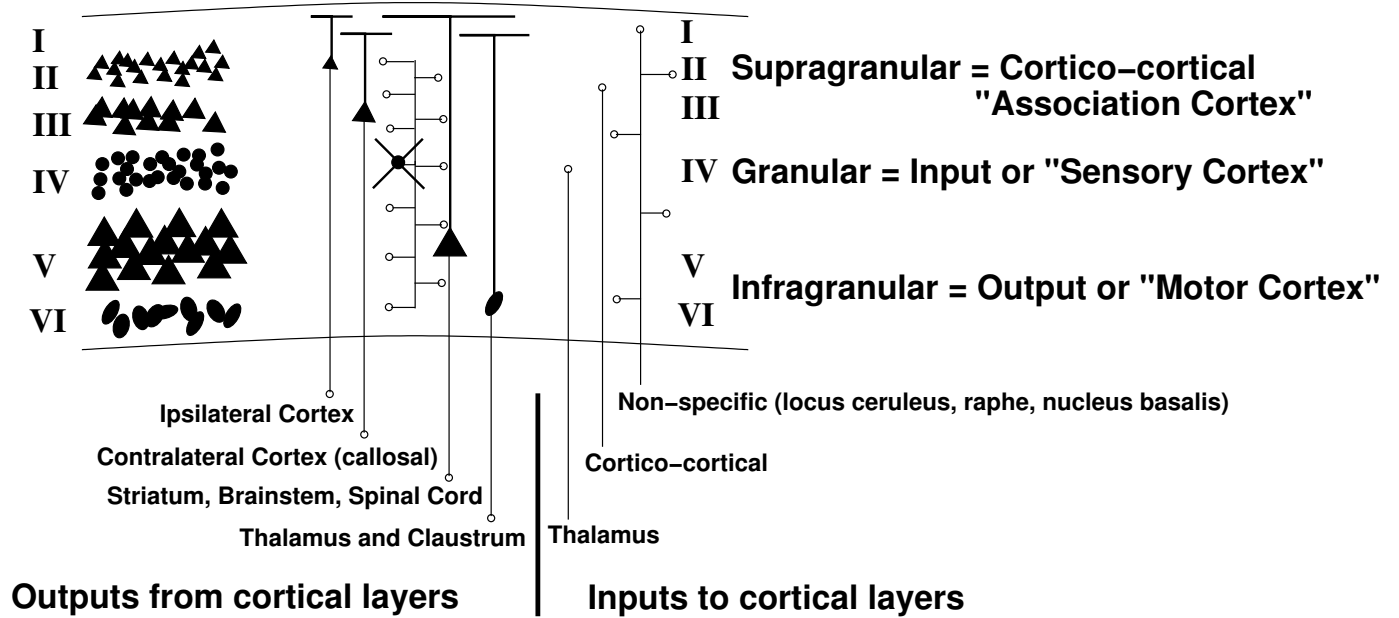 I
II
III
IV
V
VI
I
II
III
IV
V
VI
Supragranular = Cortico−cortical
"Association Cortex"
Granular = Input or "Sensory Cortex"
Infragranular = Output or "Motor Cortex"
Ipsilateral Cortex
Contralateral Cortex (callosal)
Striatum, Brainstem, Spinal Cord
Thalamus and Claustrum
Non−specific (locus ceruleus, raphe, nucleus basalis)
Cortico−cortical
Thalamus
Outputs from cortical layers
Inputs to cortical layers